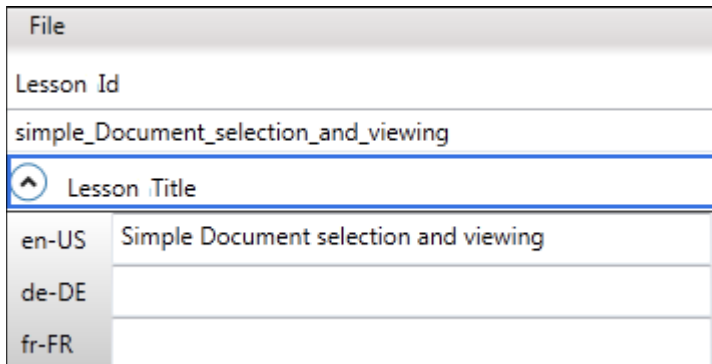 File
Lesson Id
simple_Document_selection_and_viewing
Lesson Title
en-US Simple Document selection and viewing
de-DE
fr-FR